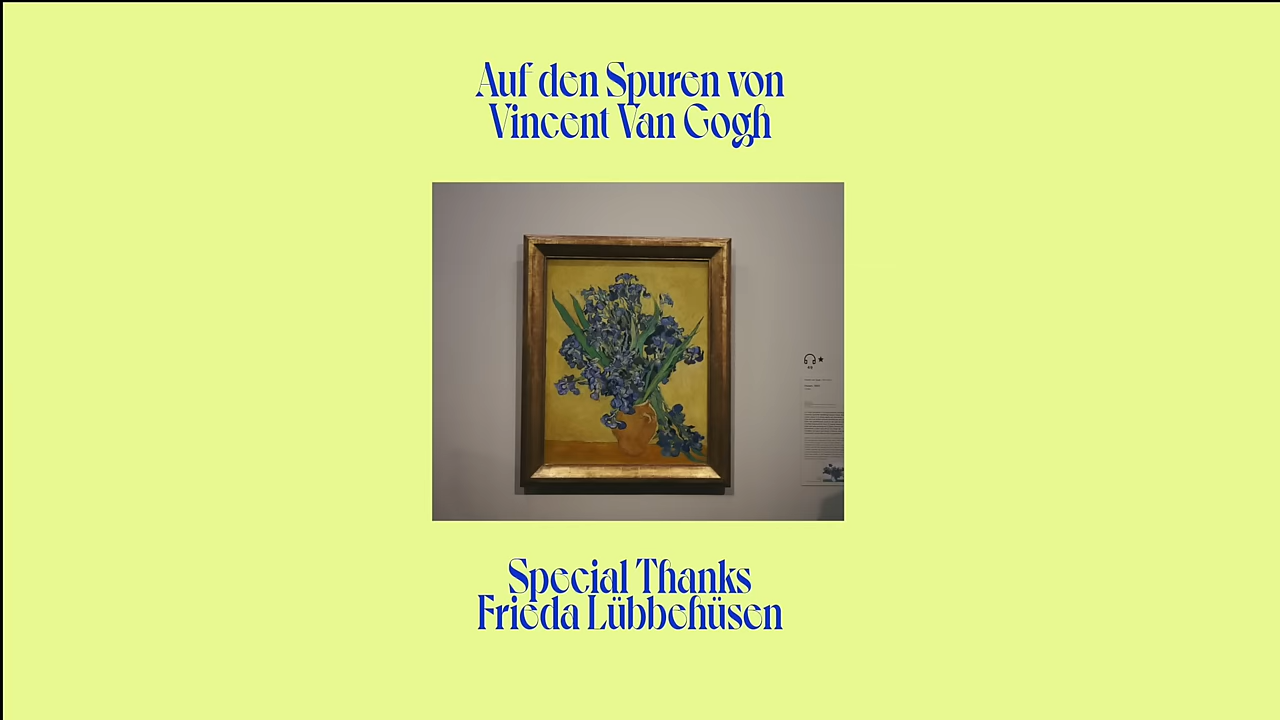 Auf den Spuren von
Vincent Van Gogh
Special Thanks
Frieda Lübbehüsen